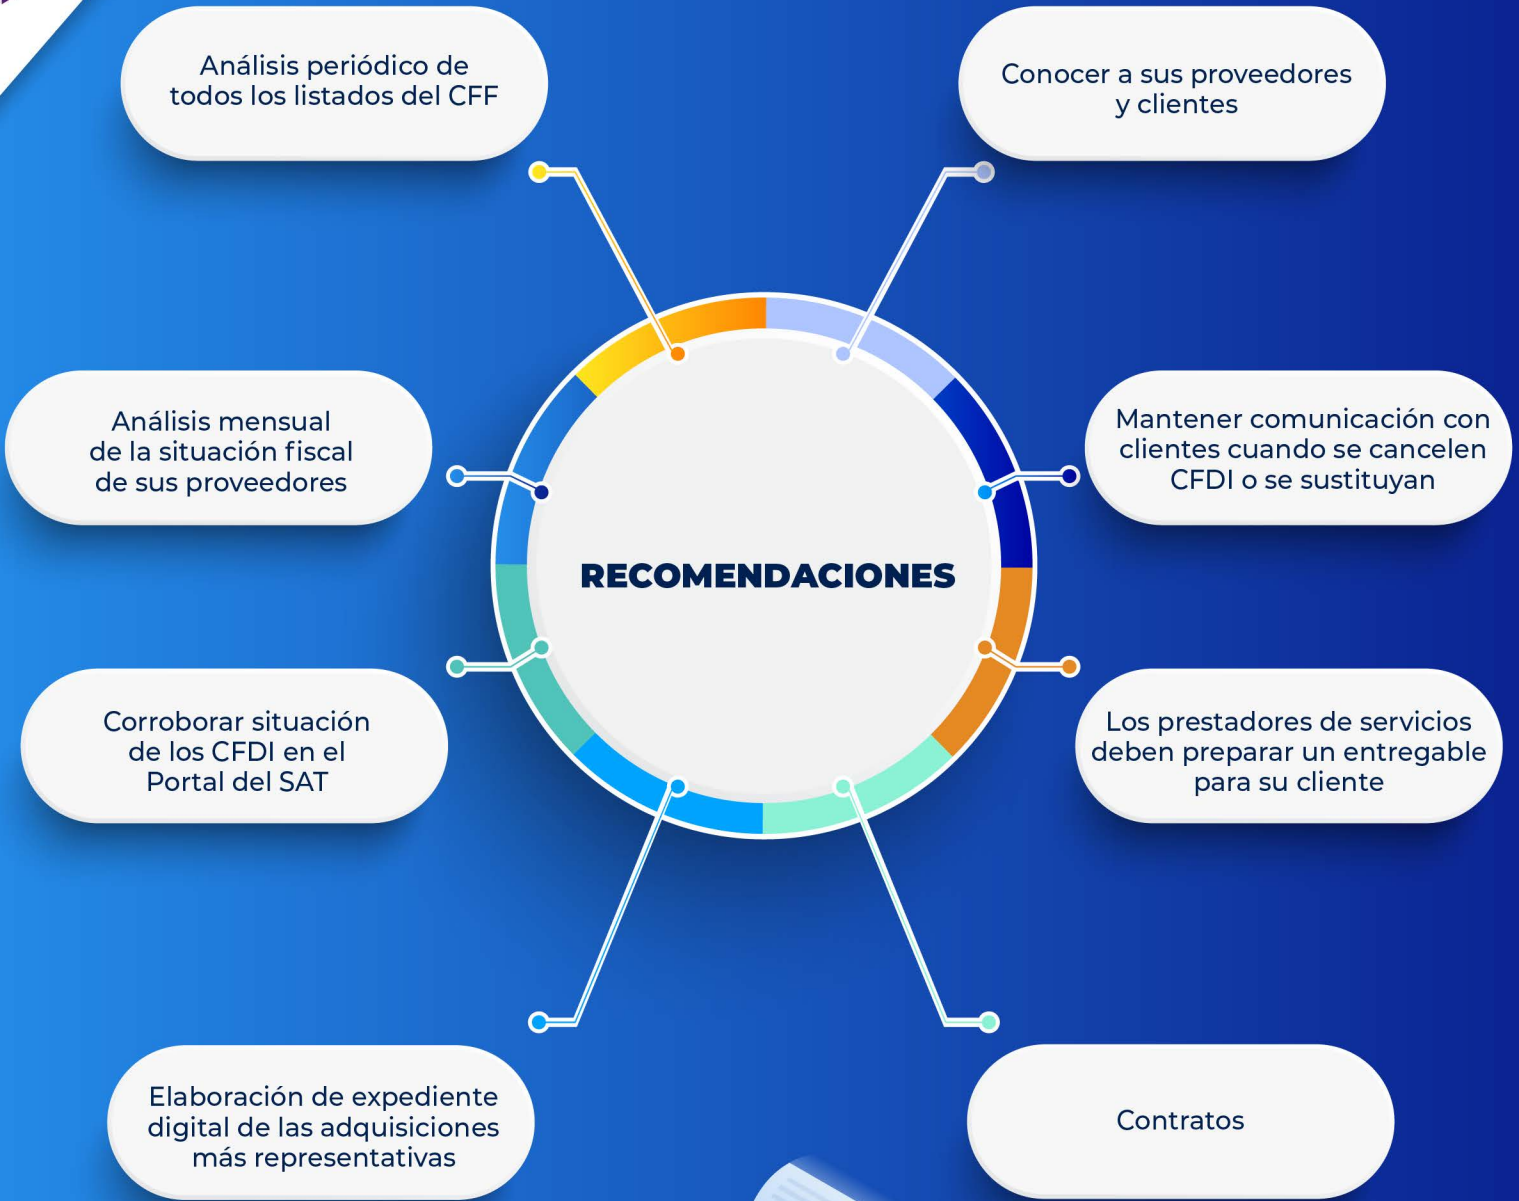 Análisis periódico de
todos los listados del CFF
Conocer a sus proveedores
y clientes
Análisis mensual
de la situación fiscal
de sus proveedores
Mantener comunicación con
clientes cuando se cancelen
CFDI o se sustituyan
RECOMENDACIONES
Corroborar situación
de los CFDI en el
Portal del SAT
Los prestadores de servicios
deben preparar un entregable
para su cliente
Elaboración de expediente
digital de las adquisiciones
más representativas
Contratos